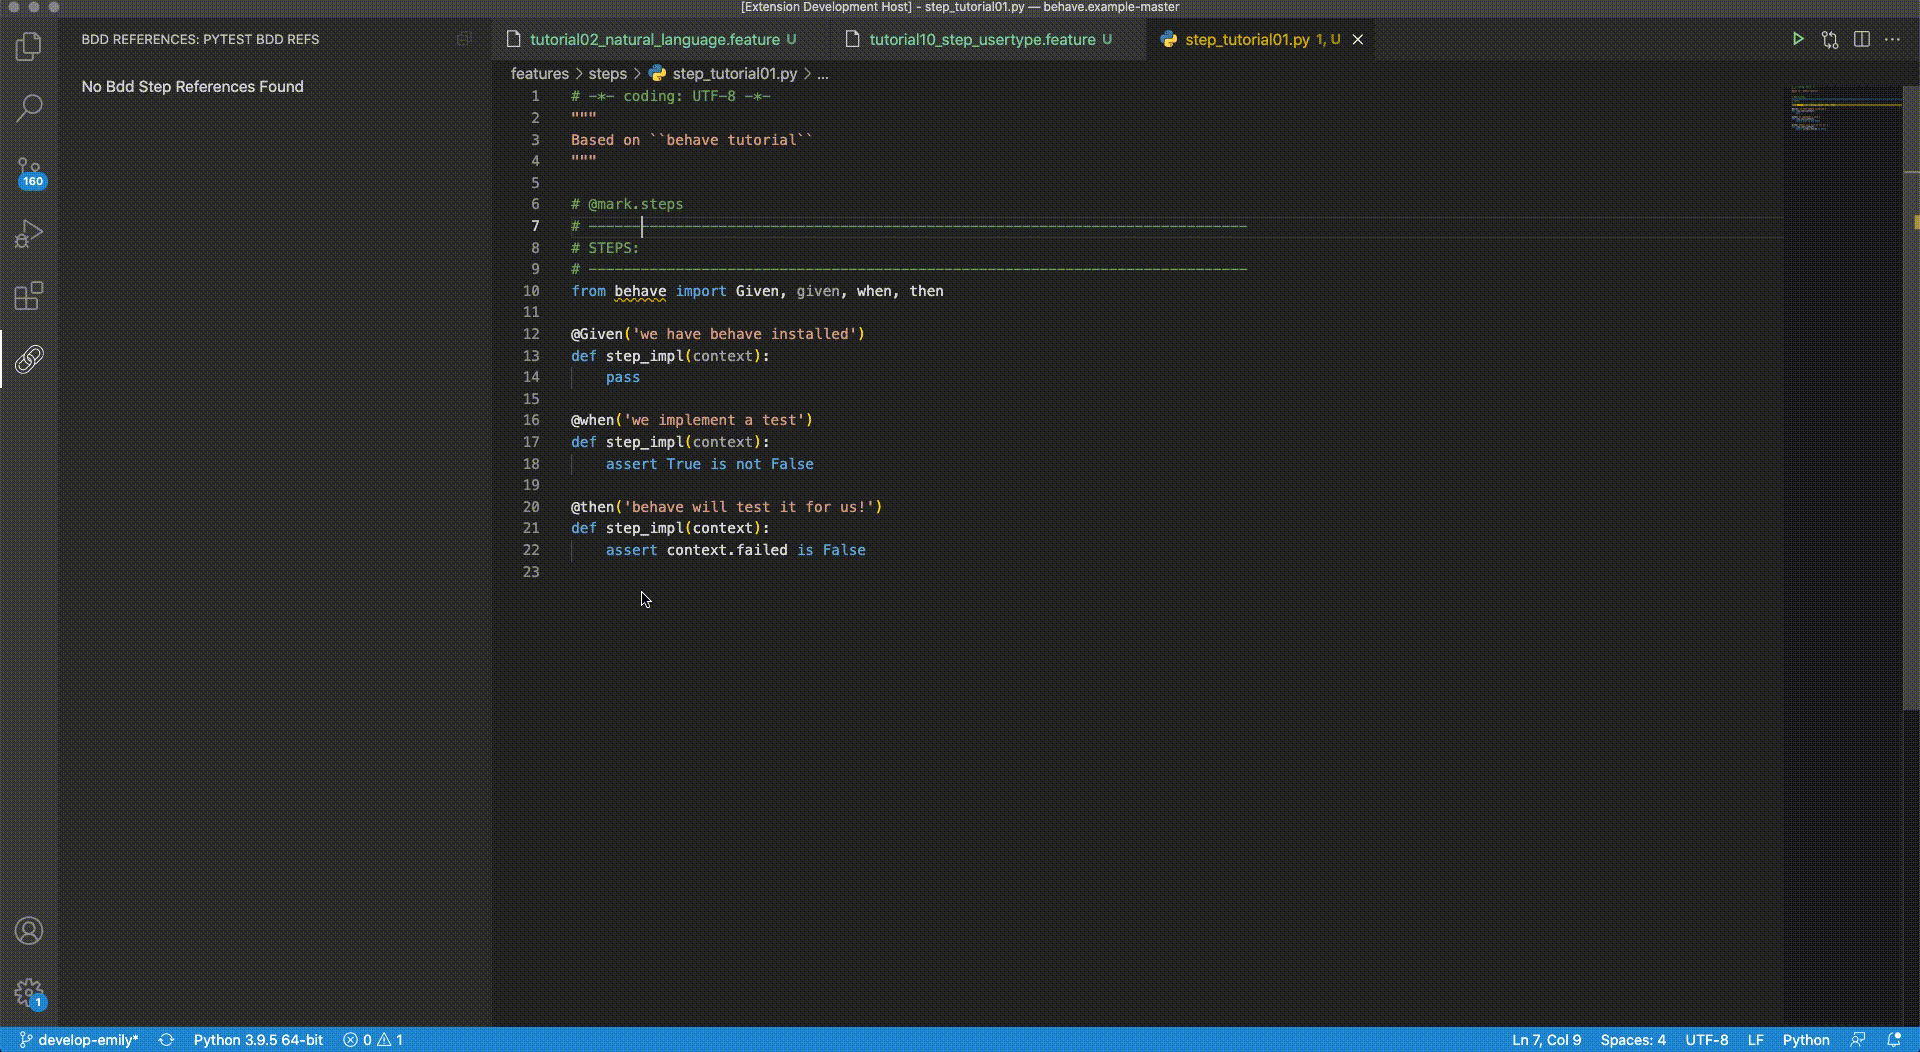 [Extension Development Host] - step_tutorial01.py — behave.example-master
BDD REFERENCES: PYTEST BDD REFS
No Bdd Step References Found
160
1
tutorial02_natural_language.feature U
tutorial10_step_usertype.feature U
step_tutorial01.py 1, U
features > steps > step_tutorial01.py > ...
1 # -*- coding: UTF-8 -*-
2 """
3 Based on ``behave tutorial``
4 """
5
6 # @mark.steps
7 # ----------------------------------------------------------------------------
8 # STEPS:
9 # ----------------------------------------------------------------------------
10 from behave import Given, given, when, then
11
12 @Given('we have behave installed')
13 def step_impl(context):
14 pass
15
16 @when('we implement a test')
17 def step_impl(context):
18 assert True is not False
19
20 @then('behave will test it for us!')
21 def step_impl(context):
22 assert context.failed is False
23
develop-emily* Python 3.9.5 64-bit 0 1 Ln 7, Col 9 Spaces: 4 UTF-8 LF Python